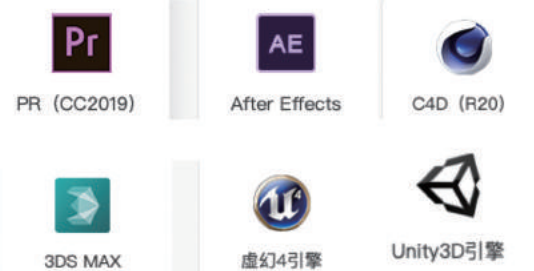 Pr
AE
PR（CC2019）
After Effects
C4D（R20）
4
3DS MAX
虚幻4引擎
Unity3D引擎